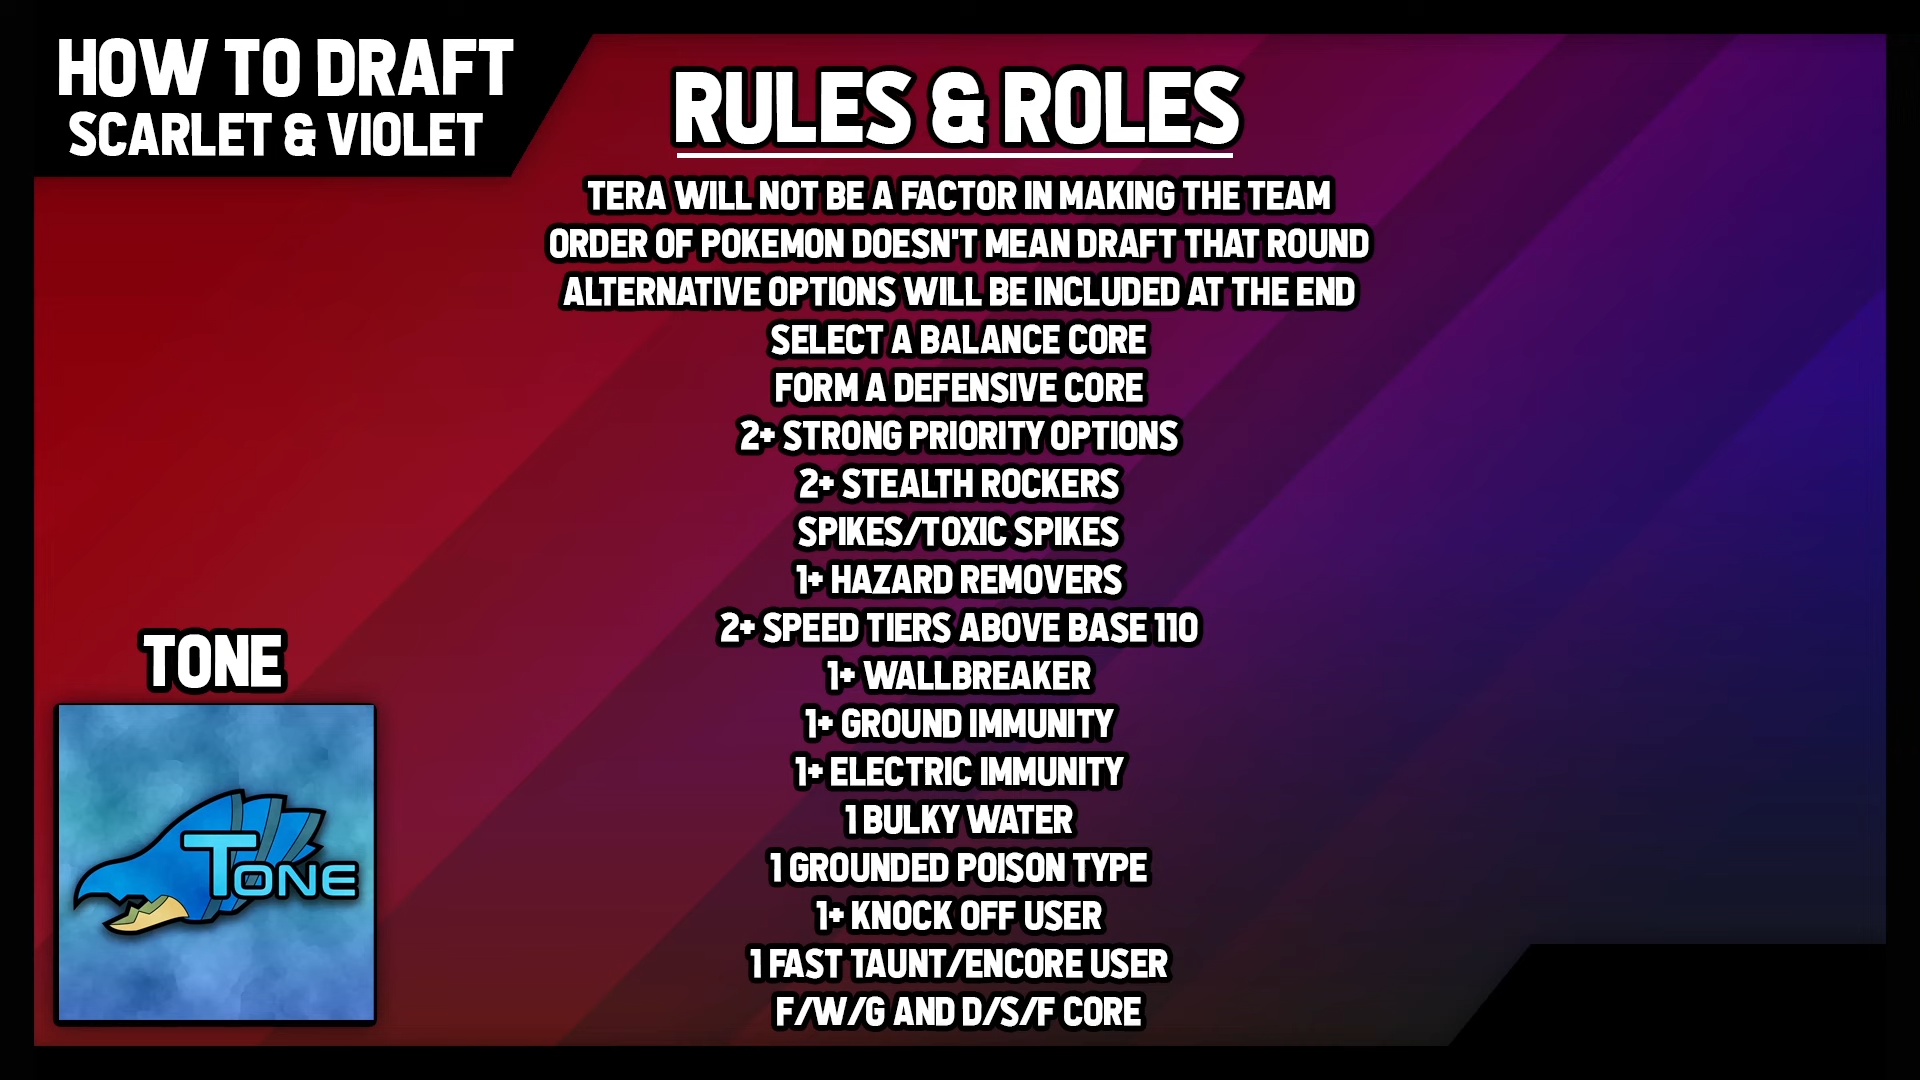 HOW TO DRAFT
SCARLET & VIOLET
RULES & ROLES
TERA WILL NOT BE A FACTOR IN MAKING THE TEAM
ORDER OF POKEMON DOESN'T MEAN DRAFT THAT ROUND
ALTERNATIVE OPTIONS WILL BE INCLUDED AT THE END
SELECT A BALANCE CORE
FORM A DEFENSIVE CORE
2+ STRONG PRIORITY OPTIONS
2+ STEALTH ROCKERS
SPIKES/TOXIC SPIKES
1+ HAZARD REMOVERS
2+ SPEED TIERS ABOVE BASE 110
1+ WALLBREAKER
1+ GROUND IMMUNITY
1+ ELECTRIC IMMUNITY
1 BULKY WATER
1 GROUNDED POISON TYPE
1+ KNOCK OFF USER
1 FAST TAUNT/ENCORE USER
F/W/G AND D/S/F CORE
TONE
TONE